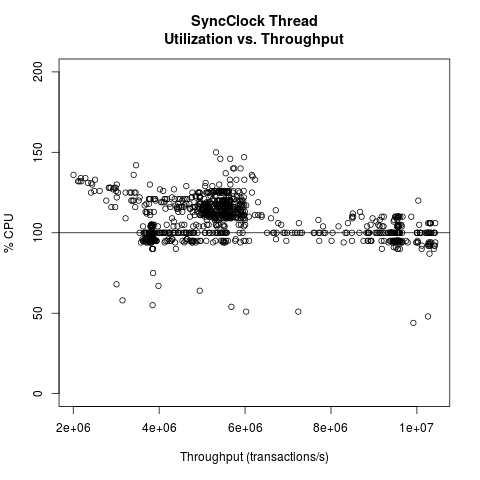 SyncClock Thread
Utilization vs. Throughput
200
150
100
50
0
% CPU
2e+06 4e+06 6e+06 8e+06 1e+07
Throughput (transactions/s)